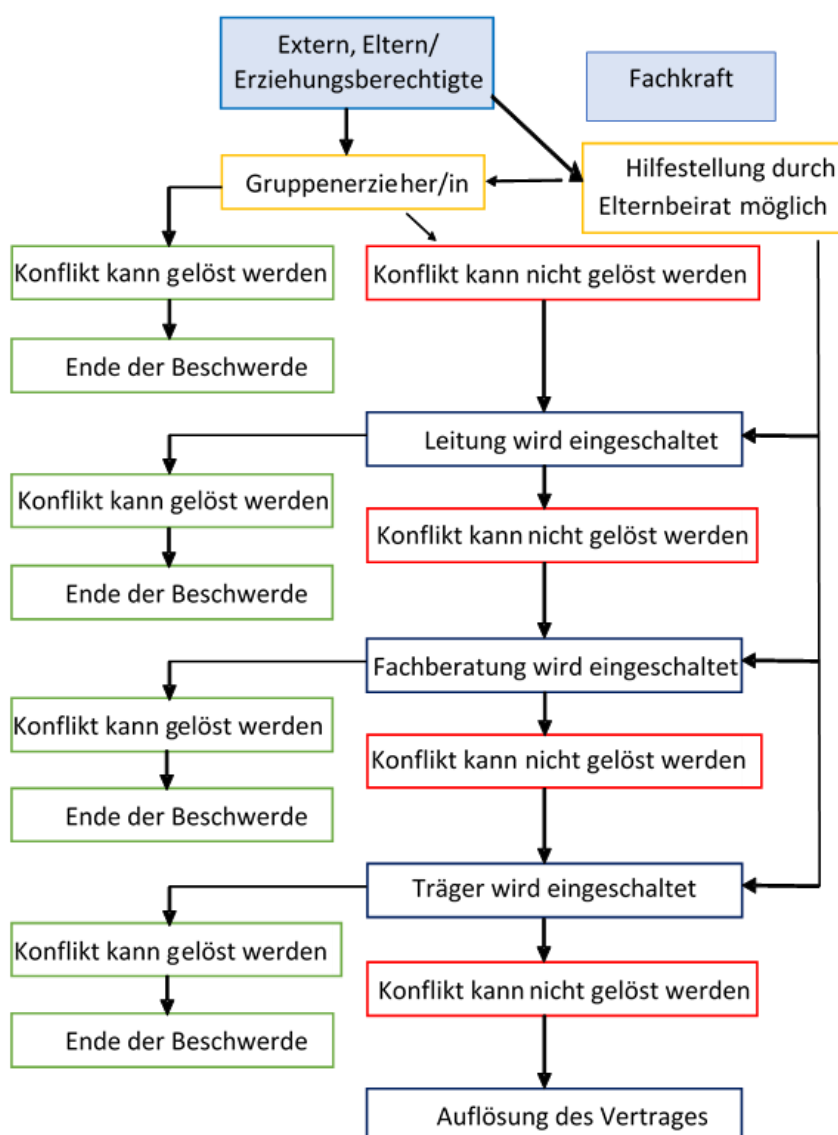 Extern, Eltern/
Erziehungsberechtigte
Fachkraft
Gruppenerzieher/in
Hilfestellung durch
Elternbeirat möglich
Konflikt kann gelöst werden
Konflikt kann nicht gelöst werden
Ende der Beschwerde
Leitung wird eingeschaltet
Konflikt kann gelöst werden
Konflikt kann nicht gelöst werden
Ende der Beschwerde
Fachberatung wird eingeschaltet
Konflikt kann gelöst werden
Konflikt kann nicht gelöst werden
Ende der Beschwerde
Träger wird eingeschaltet
Konflikt kann gelöst werden
Konflikt kann nicht gelöst werden
Ende der Beschwerde
Auflösung des Vertrages